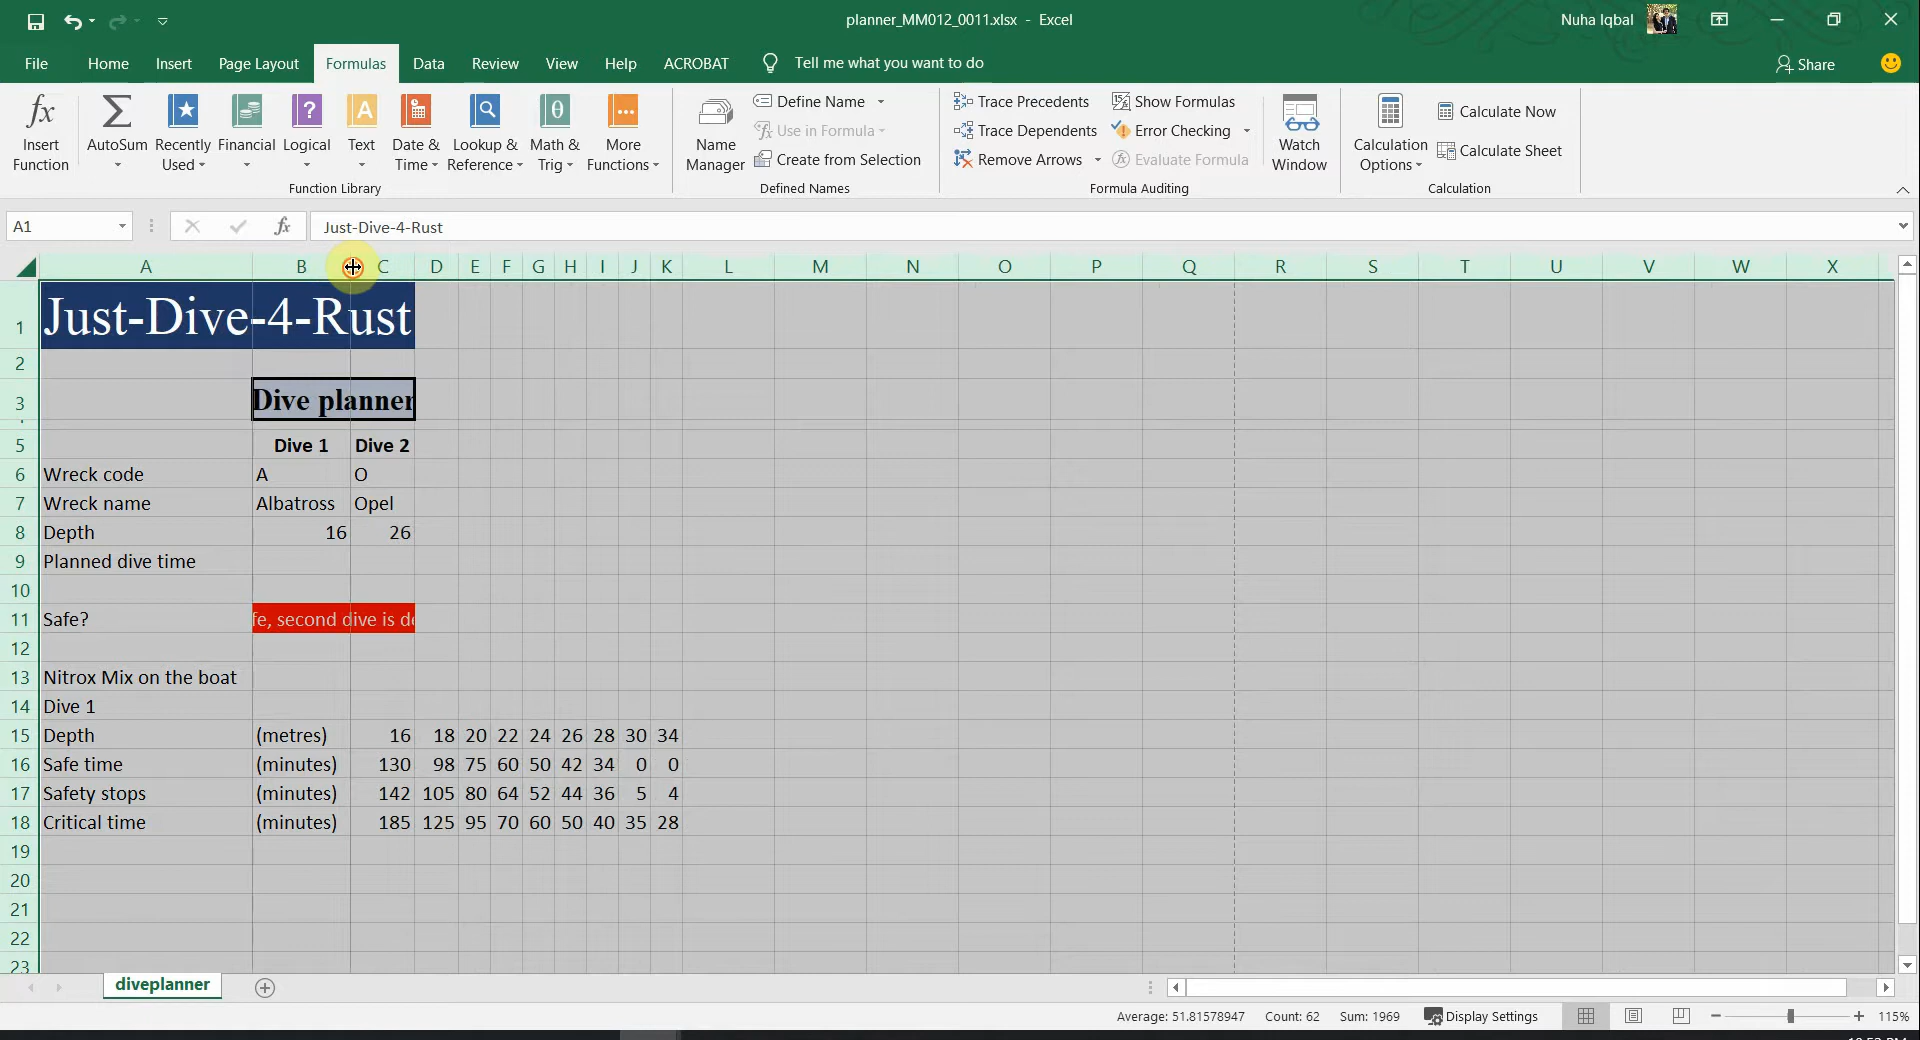 planner_MM012_0011.xlsx - Excel
Nuha Iqbal
File Home Insert Page Layout Formulas Data Review View Help ACROBAT Tell me what you want to do Share
Insert Function
AutoSum
Recently Used
Financial
Logical
Text
Date & Time
Lookup & Reference
Math & Trig
More Functions
Function Library
Name Manager
Define Name
Use in Formula
Create from Selection
Defined Names
Trace Precedents
Trace Dependents
Remove Arrows
Show Formulas
Error Checking
Evaluate Formula
Formula Auditing
Watch Window
Calculation Options
Calculate Now
Calculate Sheet
Calculation
A1 fx Just-Dive-4-Rust
A B C D E F G H I J K L M N O P Q R S T U V W X
1 Just-Dive-4-Rust
2
3 Dive planner
5 Dive 1 Dive 2
6 Wreck code A O
7 Wreck name Albatross Opel
8 Depth 16 26
9 Planned dive time
10
11 Safe? fe, second dive is de
12
13 Nitrox Mix on the boat
14 Dive 1
15 Depth (metres) 16 18 20 22 24 26 28 30 34
16 Safe time (minutes) 130 98 75 60 50 42 34 0 0
17 Safety stops (minutes) 142 105 80 64 52 44 36 5 4
18 Critical time (minutes) 185 125 95 70 60 50 40 35 28
19
20
21
22
23
diveplanner
Average: 51.81578947 Count: 62 Sum: 1969 Display Settings 115%